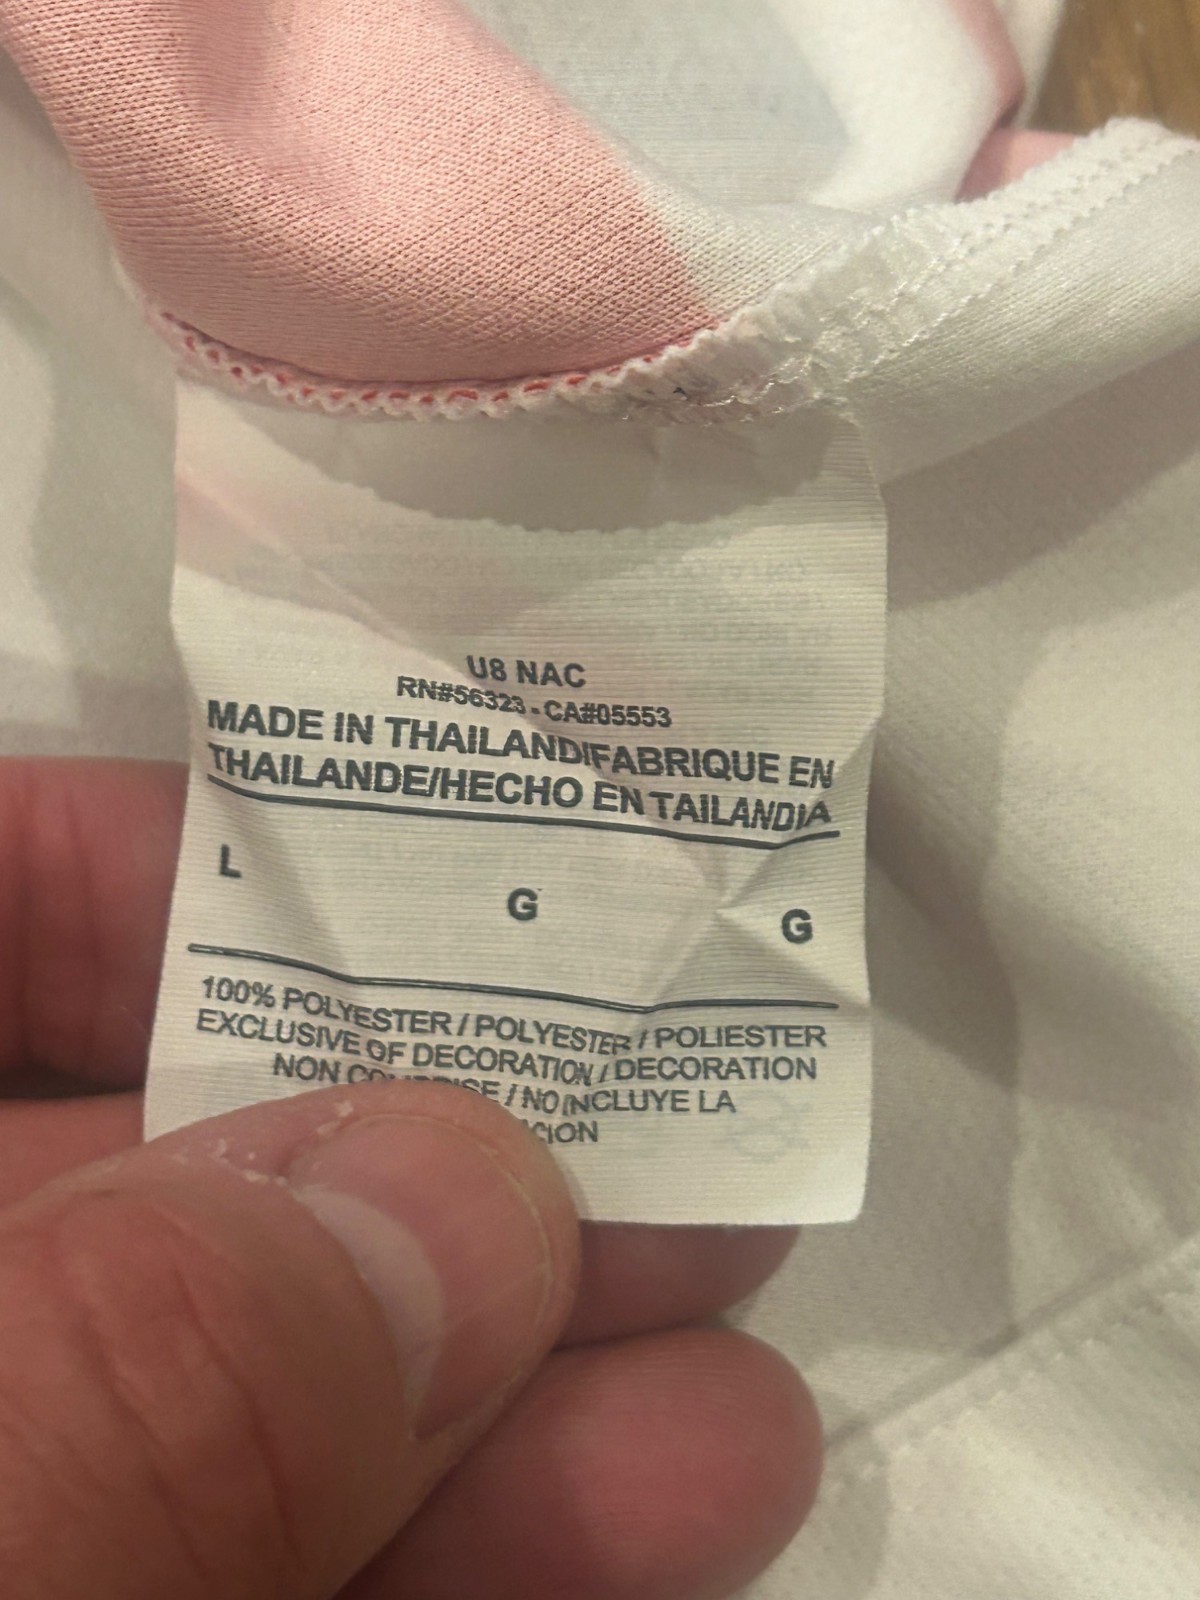 U8 NAC
RN#56323 - CA#05553
MADE IN THAILAND/FABRIQUE EN
THAILANDE/HECHO EN TAILANDIA
L G G
100% POLYESTER / POLYESTER / POLIESTER
EXCLUSIVE OF DECORATION / DECORATION
NON / NO INCLUYE LA